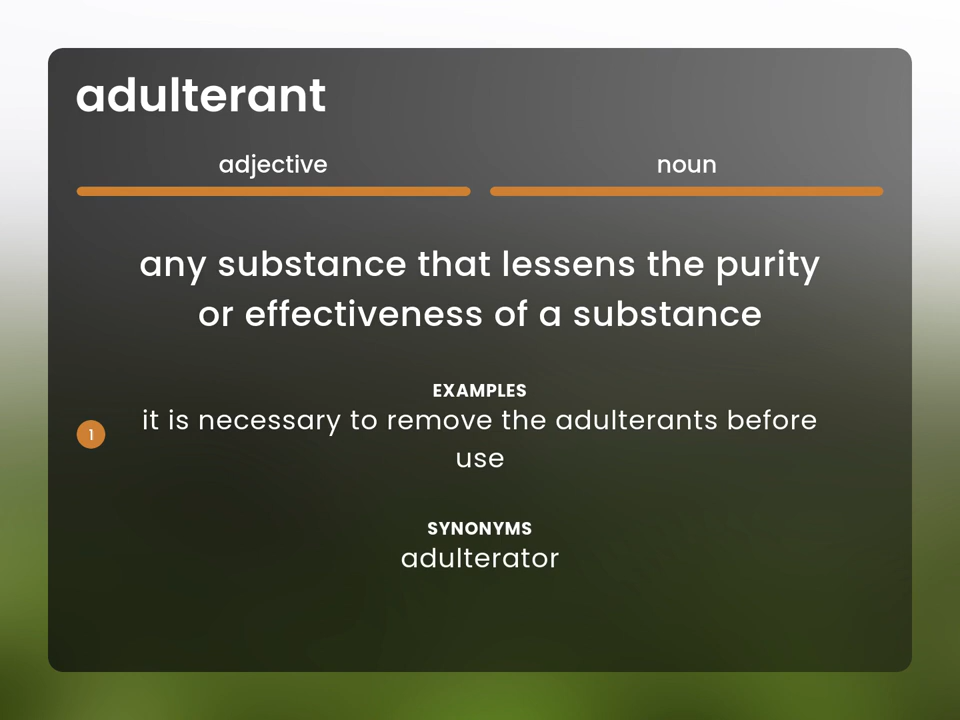 adulterant
adjective
noun
any substance that lessens the purity
or effectiveness of a substance
EXAMPLES
1
it is necessary to remove the adulterants before
use
SYNONYMS
adulterator